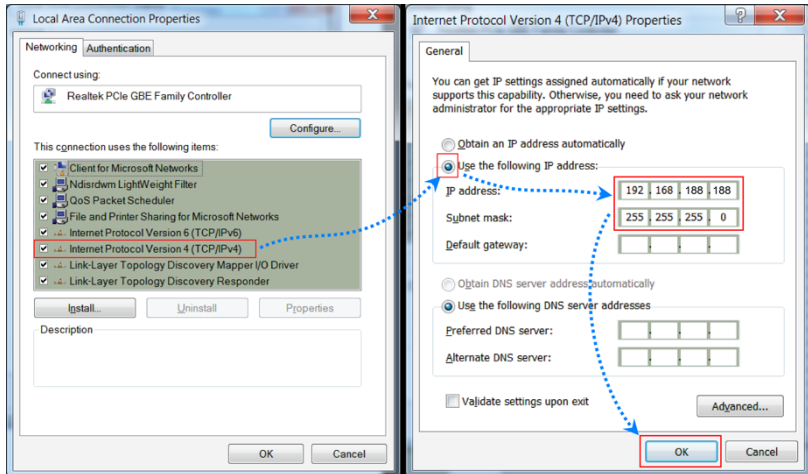 Local Area Connection Properties
Networking
Authentication
Connect using:
Realtek PCIe GBE Family Controller
Configure...
This connection uses the following items:
Client for Microsoft Networks
Ndisrdwm LightWeight Filter
QoS Packet Scheduler
File and Printer Sharing for Microsoft Networks
Internet Protocol Version 6 (TCP/IPv6)
Internet Protocol Version 4 (TCP/IPv4)
Link-Layer Topology Discovery Mapper I/O Driver
Link-Layer Topology Discovery Responder
Install...
Uninstall
Properties
Description
OK
Cancel
Internet Protocol Version 4 (TCP/IPv4) Properties
General
You can get IP settings assigned automatically if your network
supports this capability. Otherwise, you need to ask your network
administrator for the appropriate IP settings.
Obtain an IP address automatically
Use the following IP address:
IP address: 192 . 168 . 188 . 188
Subnet mask: 255 . 255 . 255 . 0
Default gateway: . . .
Obtain DNS server address automatically
Use the following DNS server addresses
Preferred DNS server: . . .
Alternate DNS server: . . .
Validate settings upon exit
Advanced...
OK
Cancel